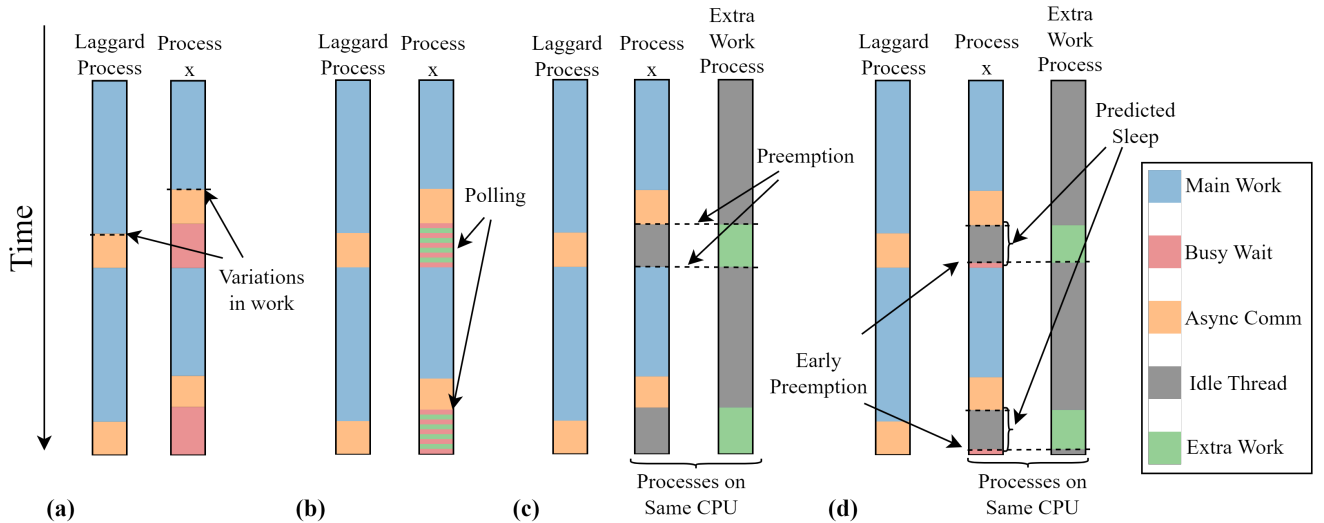 Time
Laggard
Process
Process
x
Variations
in work
(a)
Laggard
Process
Process
x
Polling
(b)
Laggard
Process
Process
x
Extra
Work
Process
Preemption
Processes on
Same CPU
(c)
Laggard
Process
Process
x
Extra
Work
Process
Predicted
Sleep
Early
Preemption
Processes on
Same CPU
(d)
Main Work
Busy Wait
Async Comm
Idle Thread
Extra Work